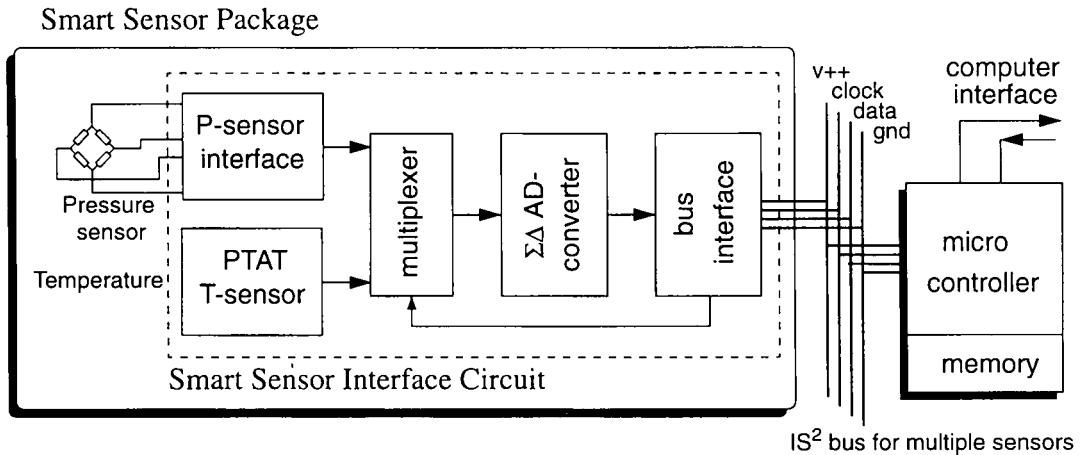 Smart Sensor Package
P-sensor
interface
Pressure
sensor
Temperature
PTAT
T-sensor
multiplexer
ΣΔ AD-
converter
bus
interface
Smart Sensor Interface Circuit
v++
clock
data
gnd
computer
interface
micro
controller
memory
IS² bus for multiple sensors